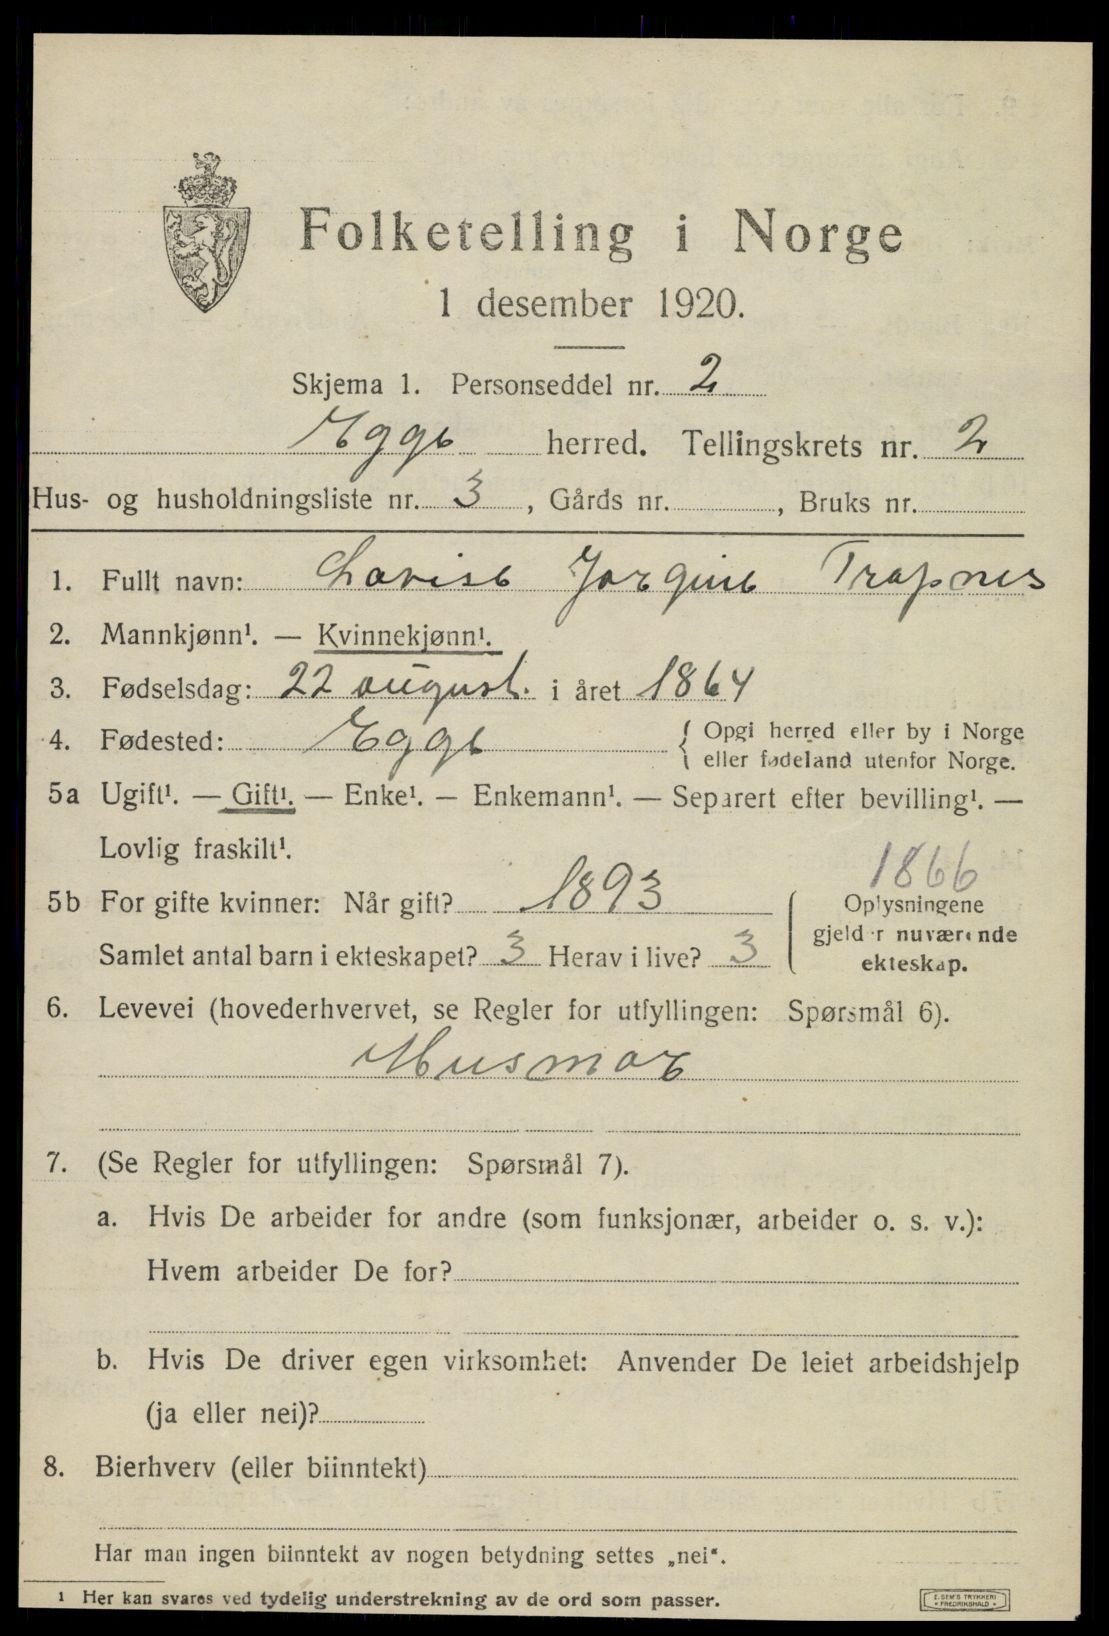 Folketelling i Norge
1 desember 1920.
Skjema 1. Personseddel nr. 2
Egge herred. Tellingskrets nr. 2
Hus- og husholdningsliste nr. 3, Gårds nr. , Bruks nr.
1. Fullt navn: Lovise Jorgine Trapnes
2. Mannkjønn¹. — Kvinnekjønn¹.
3. Fødselsdag: 22 august. i året 1864
4. Fødested: Egge { Opgi herred eller by i Norge
eller fødeland utenfor Norge.
5a Ugift¹. — Gift¹. — Enke¹. — Enkemann¹. — Separert efter bevilling¹. —
Lovlig fraskilt¹.
1866
5b For gifte kvinner: Når gift? 1893
Samlet antal barn i ekteskapet? 3 Herav i live? 3
Oplysningene
gjelder nuværende
ekteskap.
6. Levevei (hovederhvervet, se Regler for utfyllingen: Spørsmål 6).
Husmor
7. (Se Regler for utfyllingen: Spørsmål 7).
a. Hvis De arbeider for andre (som funksjonær, arbeider o. s. v.):
Hvem arbeider De for?
b. Hvis De driver egen virksomhet: Anvender De leiet arbeidshjelp
(ja eller nei)?
8. Bierhverv (eller biinntekt)
Har man ingen biinntekt av nogen betydning settes „nei“.
¹ Her kan svares ved tydelig understrekning av de ord som passer.
E. SEM'S TRYKKERI
• FREDRIKSHALD •